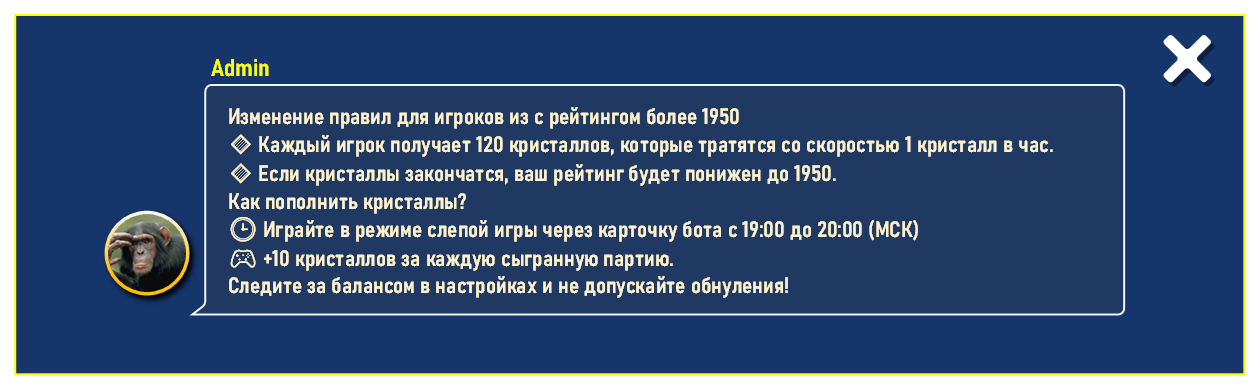 Admin
Изменение правил для игроков из с рейтингом более 1950
Каждый игрок получает 120 кристаллов, которые тратятся со скоростью 1 кристалл в час.
Если кристаллы закончатся, ваш рейтинг будет понижен до 1950.
Как пополнить кристаллы?
Играйте в режиме слепой игры через карточку бота с 19:00 до 20:00 (МСК)
+10 кристаллов за каждую сыгранную партию.
Следите за балансом в настройках и не допускайте обнуления!